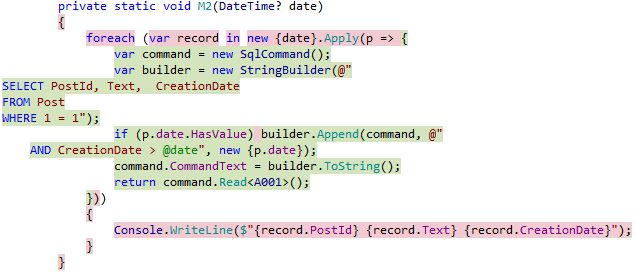 private static void M2(DateTime? date)
{
foreach (var record in new {date}.Apply(p => {
var command = new SqlCommand();
var builder = new StringBuilder(@"
SELECT PostId, Text,  CreationDate
FROM Post
WHERE 1 = 1");
if (p.date.HasValue) builder.Append(command, @"
AND CreationDate > @date", new {p.date});
command.CommandText = builder.ToString();
return command.Read<A001>();
}))
{
Console.WriteLine($"{record.PostId} {record.Text} {record.CreationDate}");
}
}